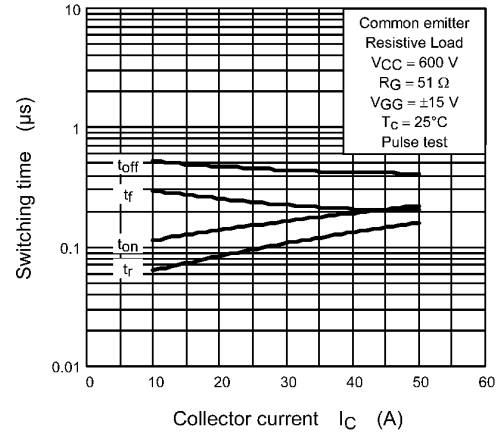 10
1
0.1
0.01
Switching time (μs)
Common emitter
Resistive Load
VCC = 600 V
RG = 51 Ω
VGG = ±15 V
TC = 25°C
Pulse test
toff
tf
ton
tr
0 10 20 30 40 50 60
Collector current IC (A)